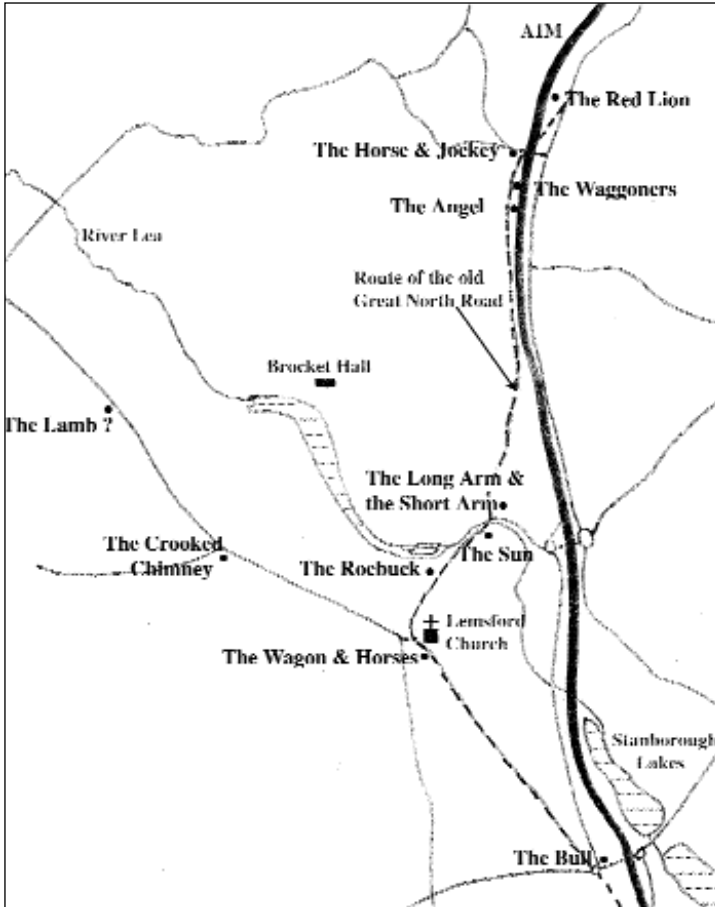 A1M
The Red Lion
The Horse & Jockey
The Waggoners
The Angel
River Lea
Route of the old
Great North Road
Brocket Hall
The Lamb ?
The Long Arm &
the Short Arm
The Crooked
Chimney
The Sun
The Roebuck
Lemsford
Church
The Wagon & Horses
Stanborough
Lakes
The Bull